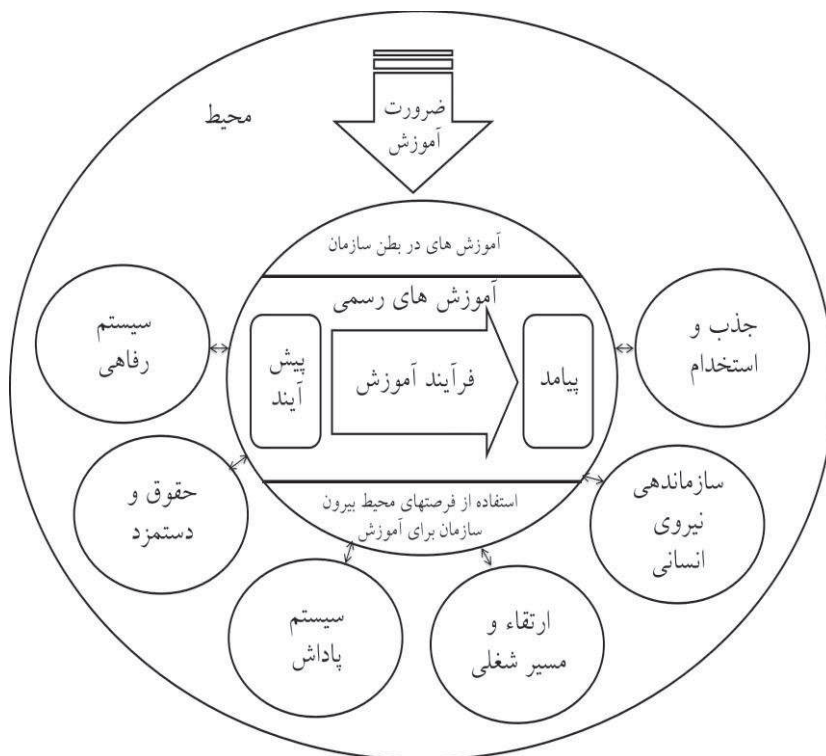 ضرورت
آموزش
محیط
آموزش های در بطن سازمان
آموزش های رسمی
پیش
آیند
فرآیند آموزش
پیامد
استفاده از فرصتهای محیط بیرون
سازمان برای آموزش
جذب و
استخدام
سازماندهی
نیروی
انسانی
ارتقاء و
مسیر شغلی
سیستم
پاداش
حقوق و
دستمزد
سیستم
رفاهی